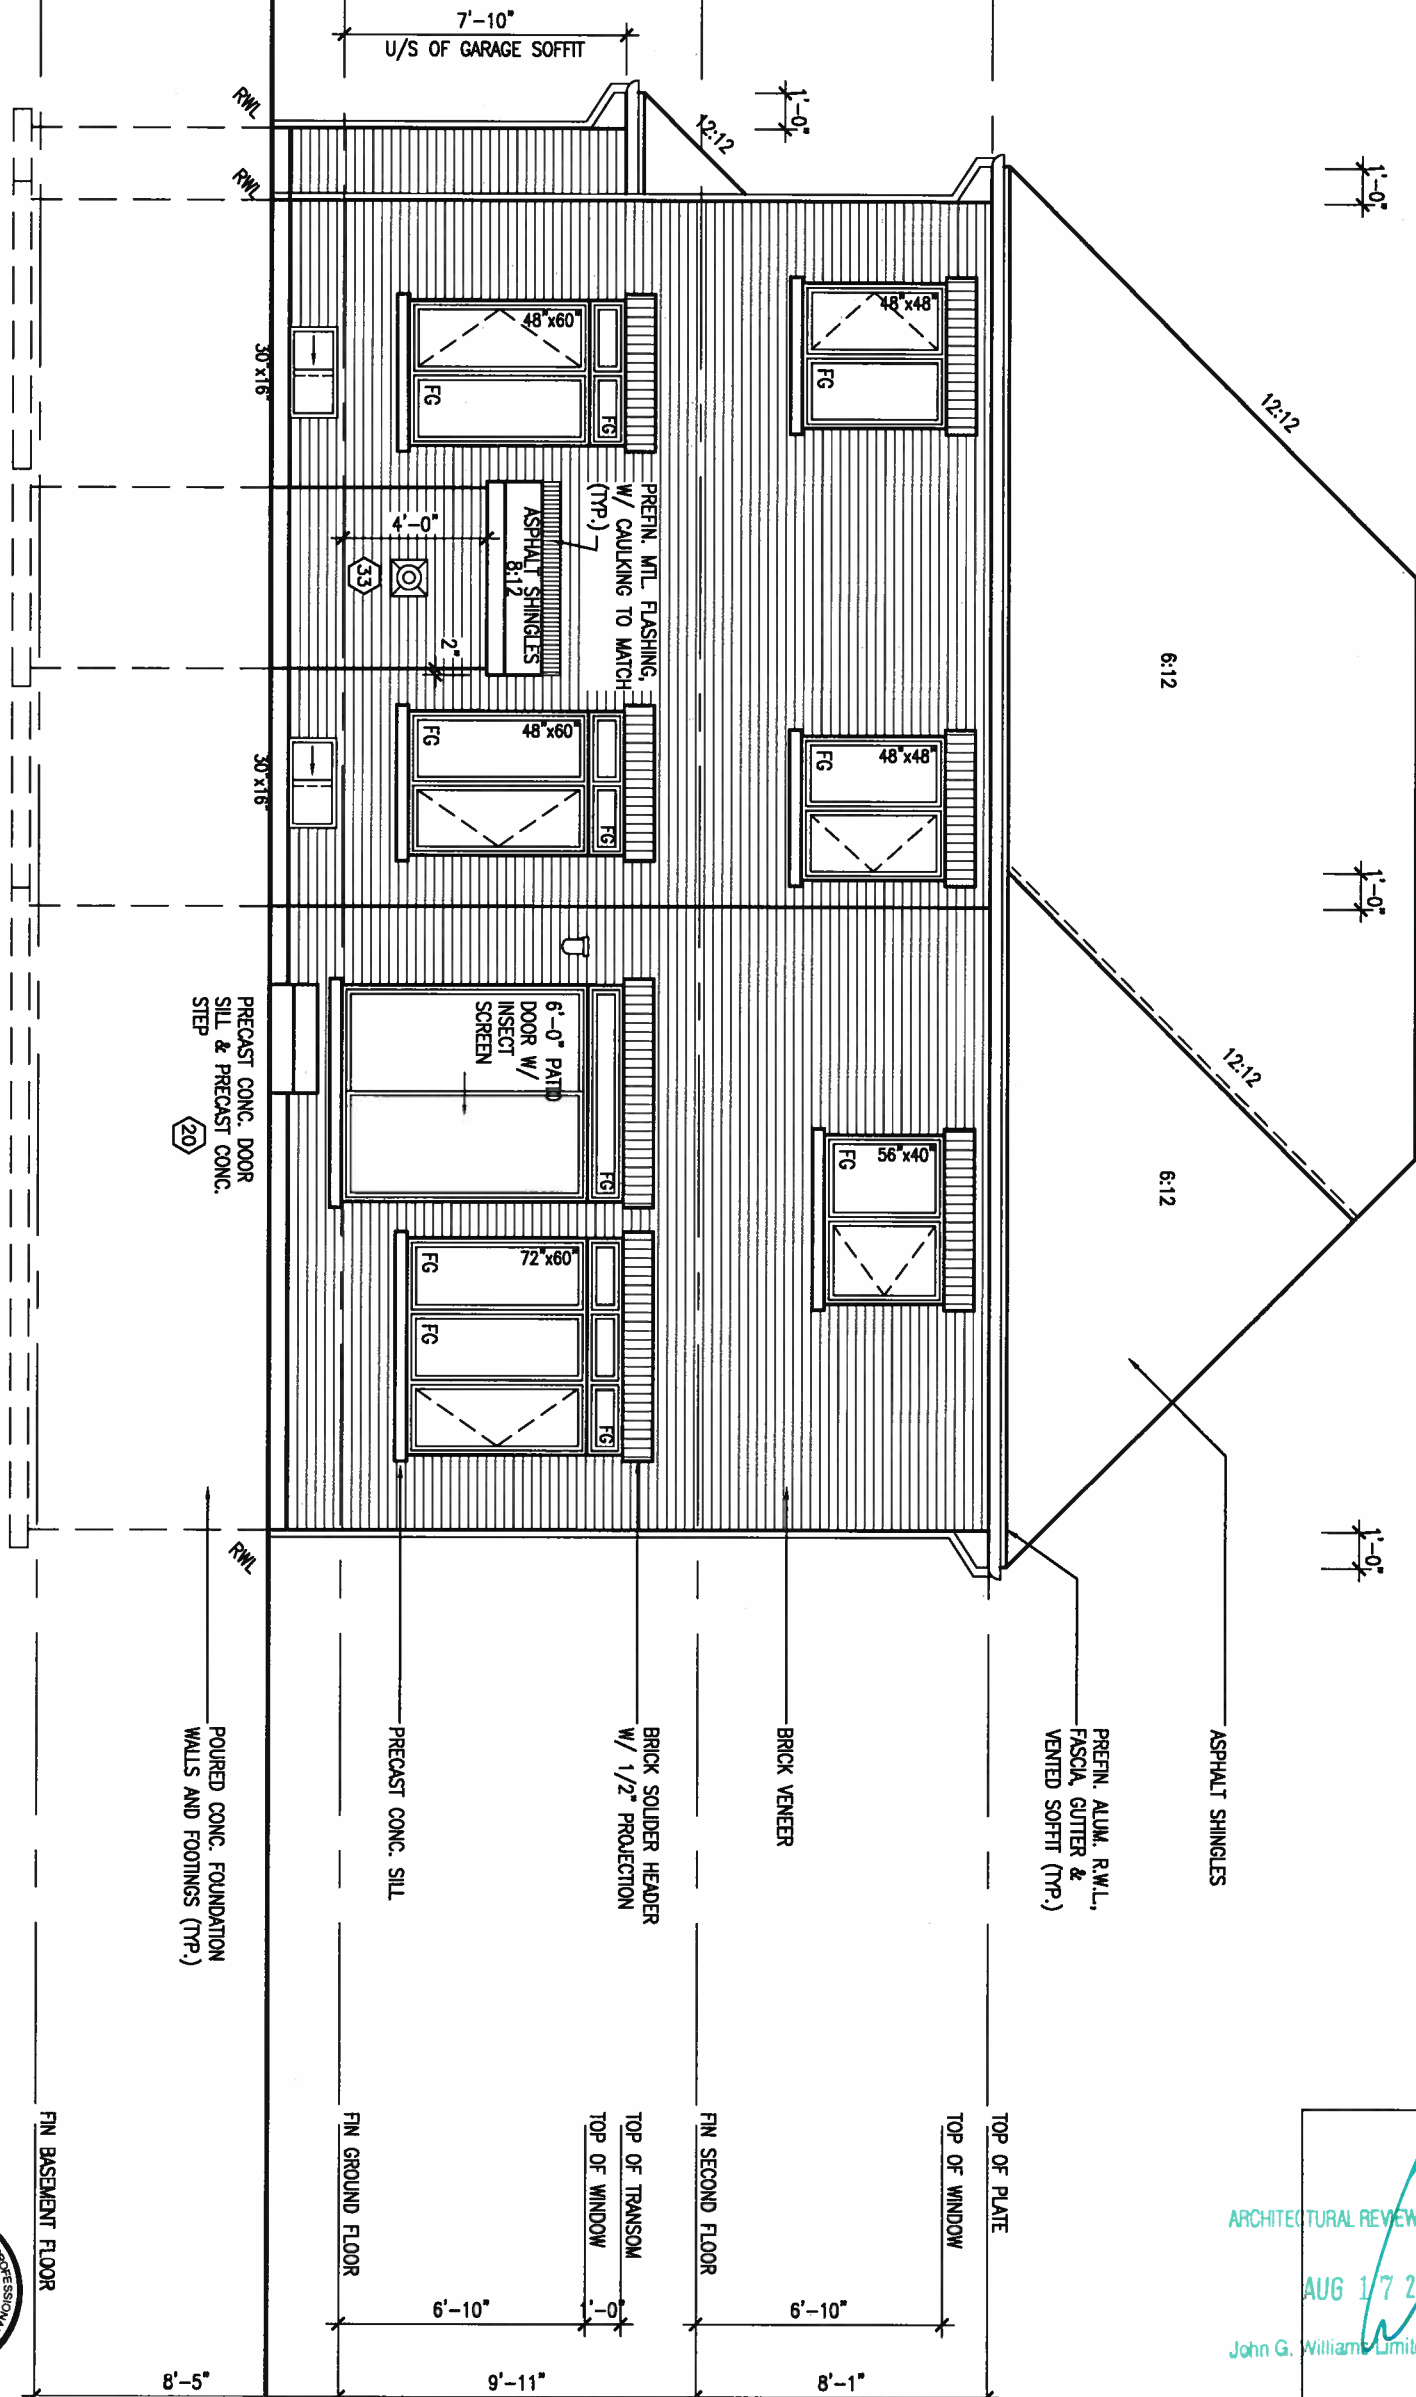 1'-0"
1'-0"
1'-0"
12:12
6:12
12:12
6:12
ASPHALT SHINGLES
PREFIN. ALUM. R.W.L.,
FASCIA, GUTTER &
VENTED SOFFIT (TYP.)
TOP OF PLATE
TOP OF WINDOW
1'-0"
12:12
48"x48"
FG
48"x48"
FG
56"x40"
FG
BRICK VENEER
6'-10"
8'-1"
FIN SECOND FLOOR
7'-10"
U/S OF GARAGE SOFFIT
48"x60"
FG
FG
PREFIN. MTL. FLASHING,
W/ CAULKING TO MATCH
(TYP.)
ASPHALT SHINGLES
8:12
4'-0"
33
2"
48"x60"
FG
FG
6'-0" PATIO
DOOR W/
INSECT
SCREEN
FG
72"x60"
FG
FG
FG
BRICK SOLIDER HEADER
W/ 1/2" PROJECTION
PRECAST CONC. SILL
TOP OF TRANSOM
TOP OF WINDOW
1'-0"
6'-10"
9'-11"
FIN GROUND FLOOR
RWL
RWL
30"x16"
30"x16"
PRECAST CONC. DOOR
SILL & PRECAST CONC.
STEP
20
RWL
POURED CONC. FOUNDATION
WALLS AND FOOTINGS (TYP.)
8'-5"
FIN BASEMENT FLOOR
ARCHITECTURAL REVIEW
AUG 17 2
John G. Williams